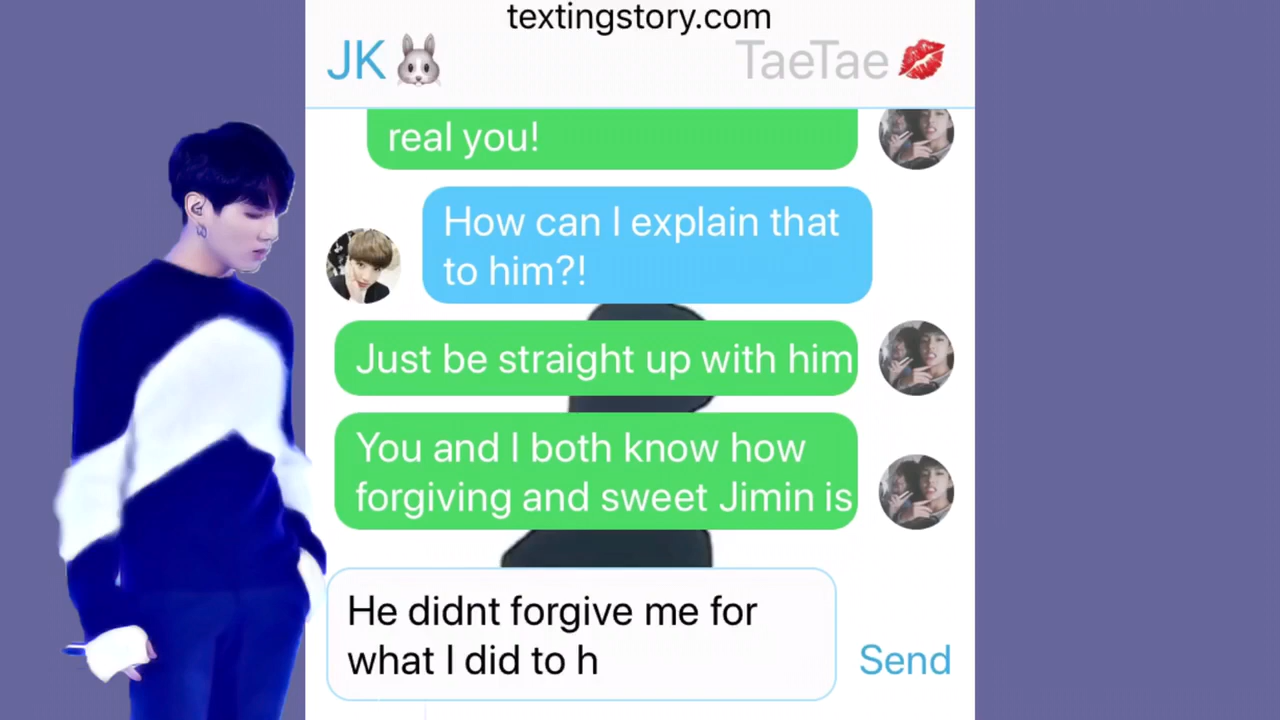 textingstory.com
JK🐰
TaeTae💋
real you!
How can I explain that
to him?!
Just be straight up with him
You and I both know how
forgiving and sweet Jimin is
He didnt forgive me for
what I did to h
Send